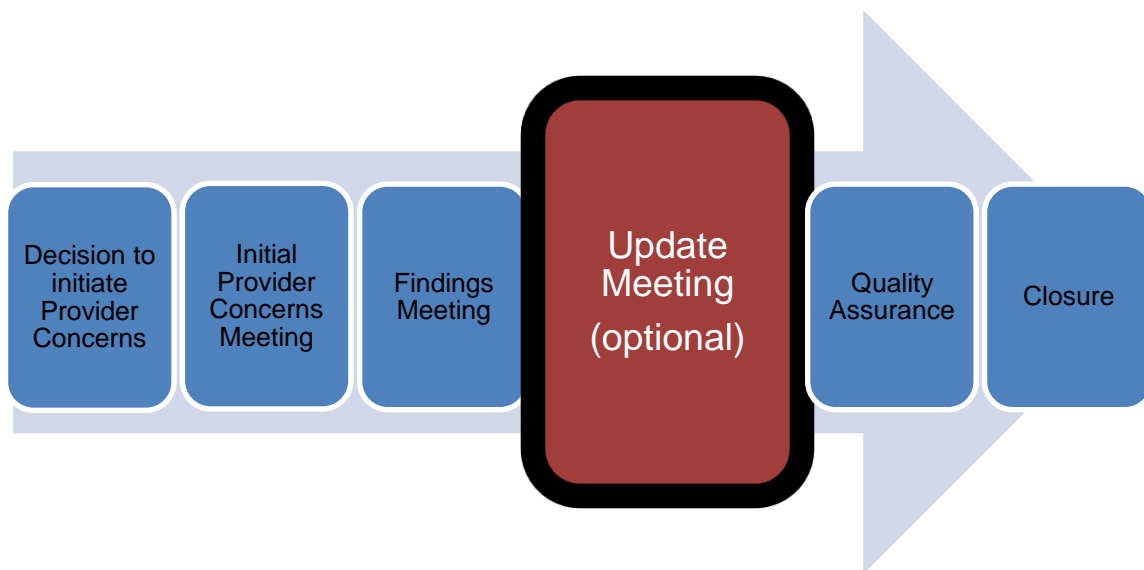 Decision to
initiate
Provider
Concerns
Initial
Provider
Concerns
Meeting
Findings
Meeting
Update
Meeting
(optional)
Quality
Assurance
Closure